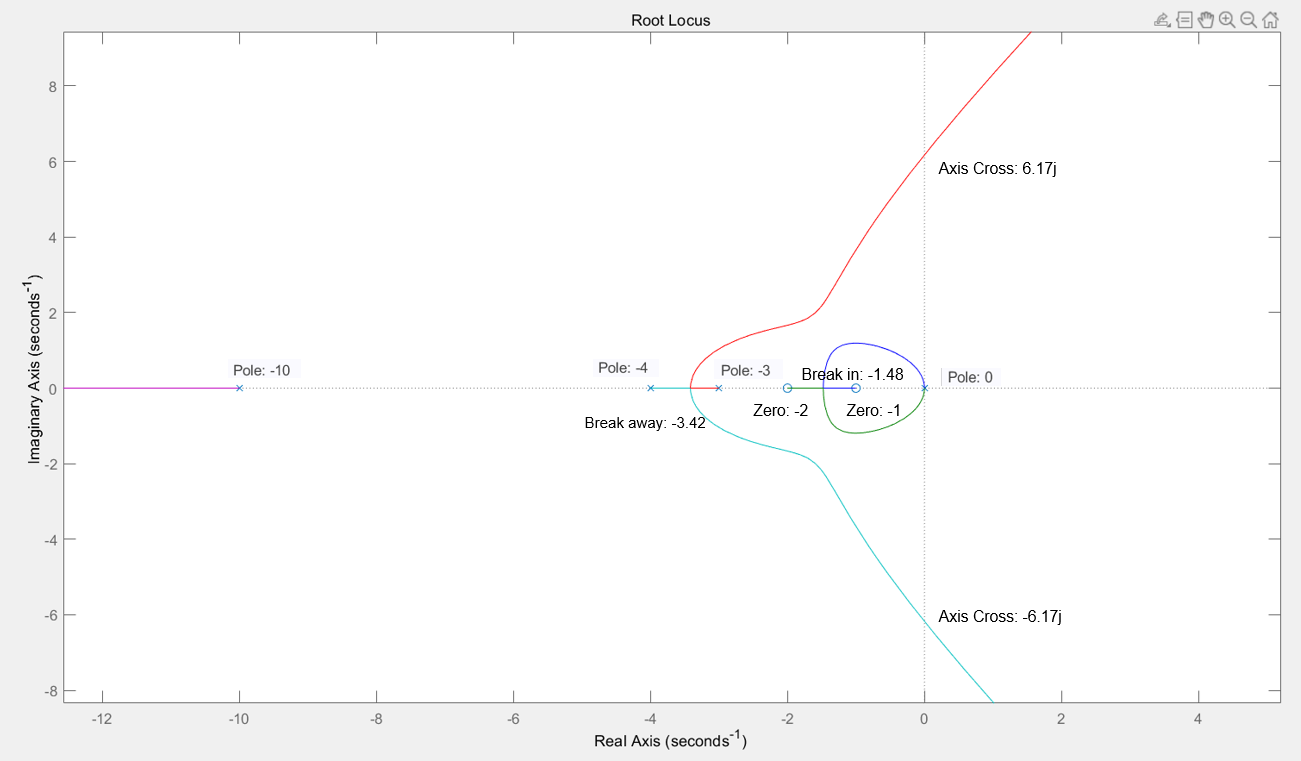 Root Locus
8
6
Axis Cross: 6.17j
4
2
Pole: -10
Pole: -4
Pole: -3
Break in: -1.48
Pole: 0
0
Zero: -2
Zero: -1
Break away: -3.42
-2
-4
-6
Axis Cross: -6.17j
-8
-12
-10
-8
-6
-4
-2
0
2
4
Real Axis (seconds⁻¹)
Imaginary Axis (seconds⁻¹)